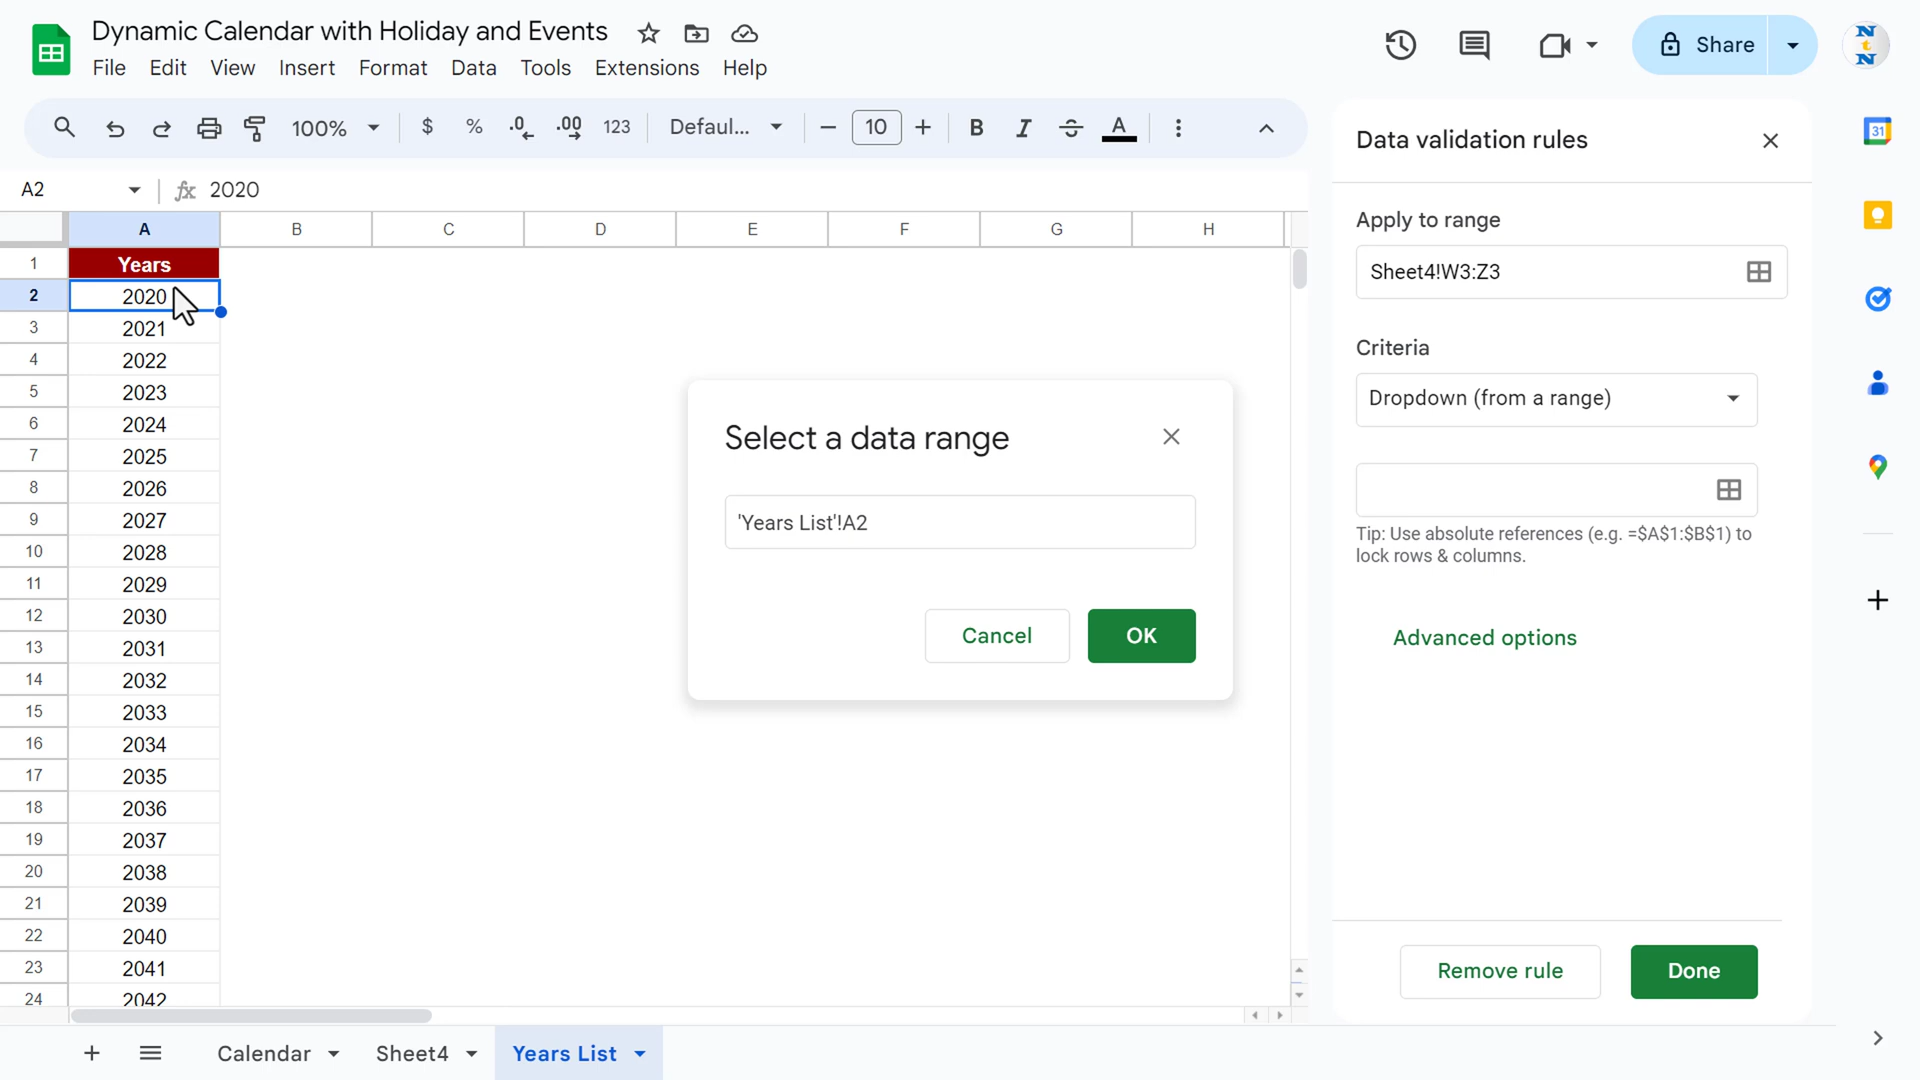 Dynamic Calendar with Holiday and Events
File Edit View Insert Format Data Tools Extensions Help
Share
N
t
N
100% $ % .0 .00 123 Defaul... 10 B I S A
A2 fx 2020
A B C D E F G H
1 Years
2 2020
3 2021
4 2022
5 2023
6 2024
7 2025
8 2026
9 2027
10 2028
11 2029
12 2030
13 2031
14 2032
15 2033
16 2034
17 2035
18 2036
19 2037
20 2038
21 2039
22 2040
23 2041
24 2042
Select a data range
'Years List'!A2
Cancel OK
Data validation rules
Apply to range
Sheet4!W3:Z3
Criteria
Dropdown (from a range)
Tip: Use absolute references (e.g. =$A$1:$B$1) to
lock rows & columns.
Advanced options
Remove rule Done
31
Calendar Sheet4 Years List